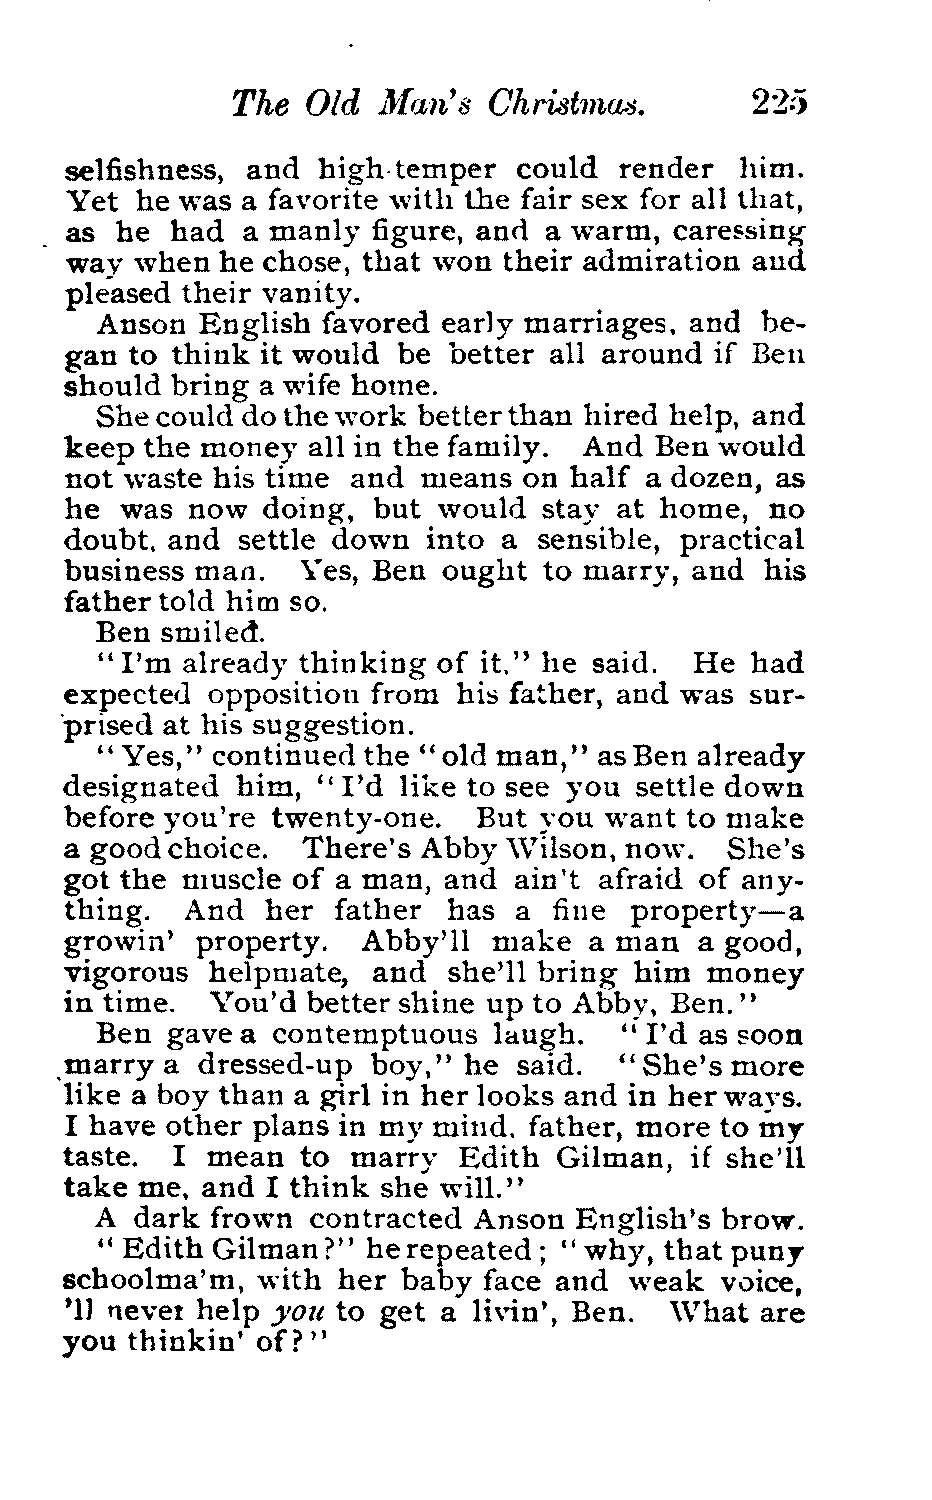 The Old Man's Christmas. 225
selfishness, and high-temper could render him.
Yet he was a favorite with the fair sex for all that,
as he had a manly figure, and a warm, caressing
way when he chose, that won their admiration and
pleased their vanity.
Anson English favored early marriages, and be-
gan to think it would be better all around if Ben
should bring a wife home.
She could do the work better than hired help, and
keep the money all in the family. And Ben would
not waste his time and means on half a dozen, as
he was now doing, but would stay at home, no
doubt, and settle down into a sensible, practical
business man. Yes, Ben ought to marry, and his
father told him so.
Ben smiled.
"I'm already thinking of it," he said. He had
expected opposition from his father, and was sur-
prised at his suggestion.
"Yes," continued the "old man," as Ben already
designated him, "I'd like to see you settle down
before you're twenty-one. But you want to make
a good choice. There's Abby Wilson, now. She's
got the muscle of a man, and ain't afraid of any-
thing. And her father has a fine property—a
growin' property. Abby'll make a man a good,
vigorous helpmate, and she'll bring him money
in time. You'd better shine up to Abby, Ben."
Ben gave a contemptuous laugh. "I'd as soon
marry a dressed-up boy," he said. "She's more
like a boy than a girl in her looks and in her ways.
I have other plans in my mind, father, more to my
taste. I mean to marry Edith Gilman, if she'll
take me, and I think she will."
A dark frown contracted Anson English's brow.
"Edith Gilman?" he repeated; "why, that puny
schoolma'm, with her baby face and weak voice,
'll never help you to get a livin', Ben. What are
you thinkin' of?"